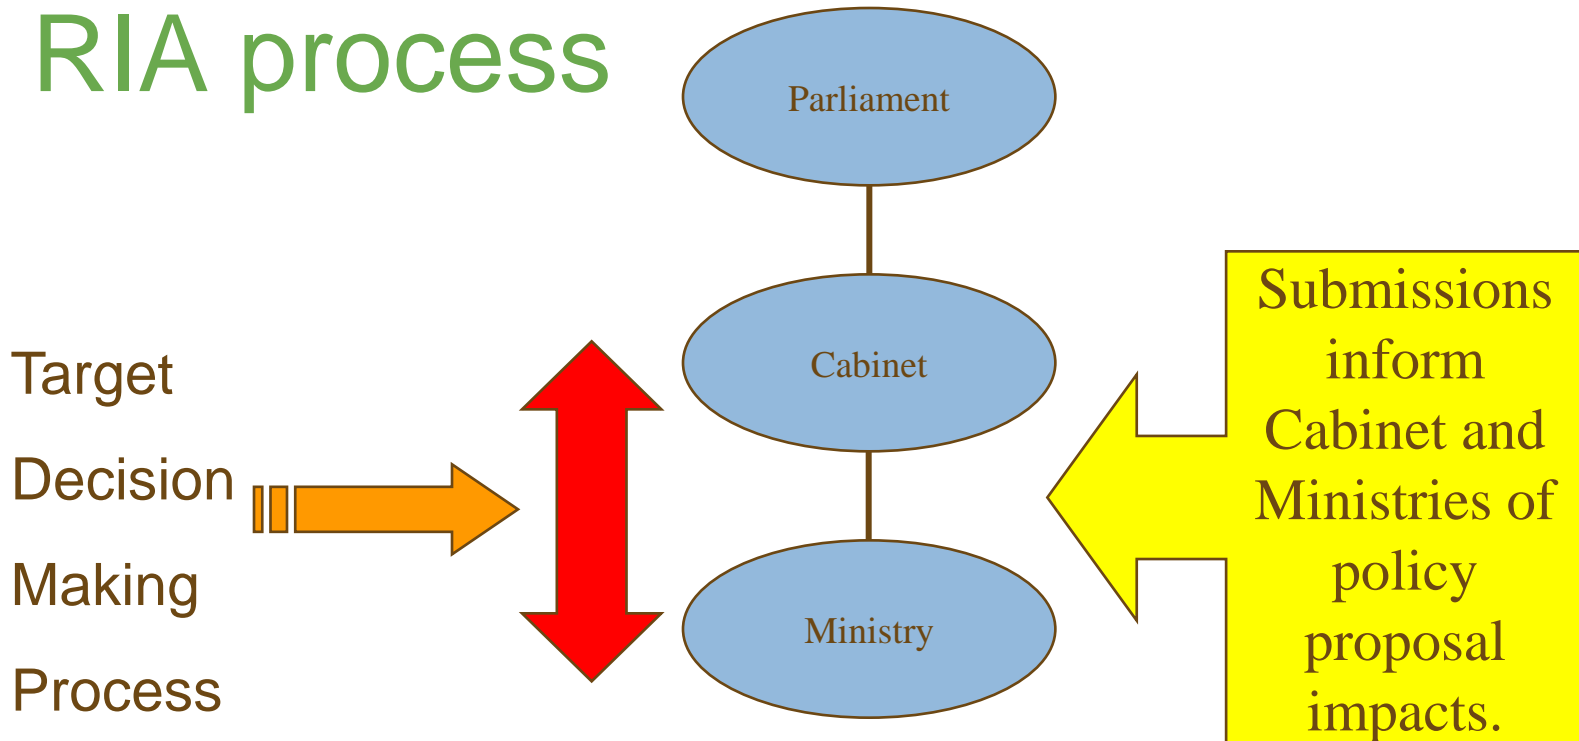 RIA process
Parliament
Cabinet
Ministry
Target
Decision
Making
Process
Submissions
inform
Cabinet and
Ministries of
policy
proposal
impacts.